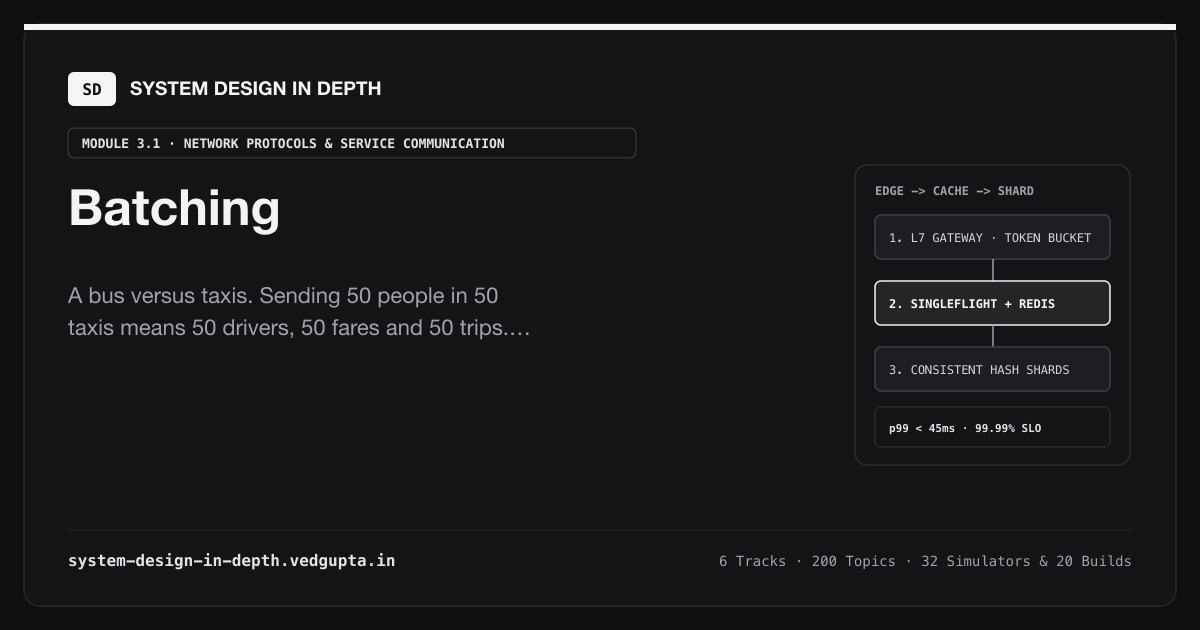 SD SYSTEM DESIGN IN DEPTH
MODULE 3.1 · NETWORK PROTOCOLS & SERVICE COMMUNICATION
Batching
A bus versus taxis. Sending 50 people in 50
taxis means 50 drivers, 50 fares and 50 trips.…
EDGE —> CACHE —> SHARD
1. L7 GATEWAY · TOKEN BUCKET
2. SINGLEFLIGHT + REDIS
3. CONSISTENT HASH SHARDS
p99 < 45ms · 99.99% SLO
system-design-in-depth.vedgupta.in
6 Tracks · 200 Topics · 32 Simulators & 20 Builds